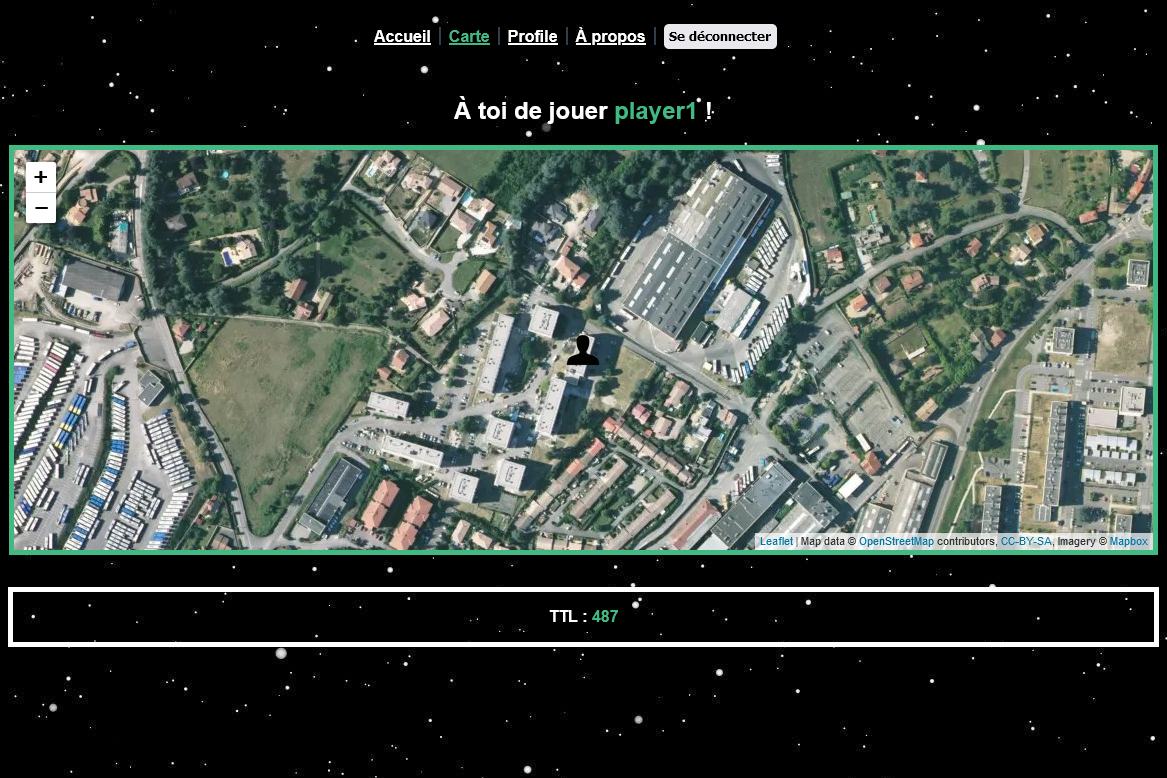 Accueil | Carte | Profile | À propos | Se déconnecter
À toi de jouer player1 !
+
−
Leaflet | Map data © OpenStreetMap contributors, CC-BY-SA, Imagery © Mapbox
TTL : 487